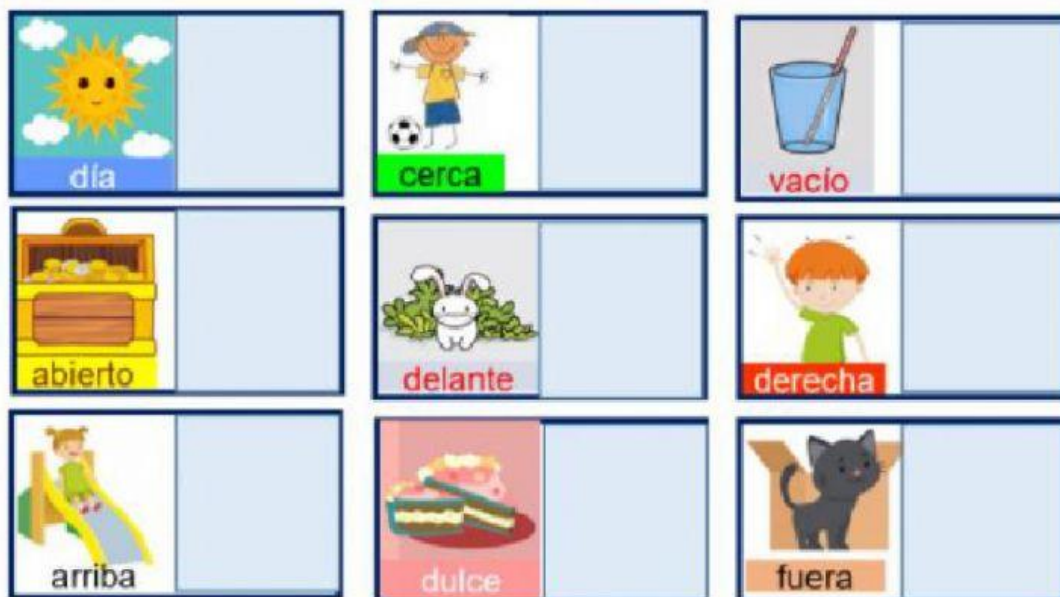 día
cerca
vacío
abierto
delante
derecha
arriba
dulce
fuera